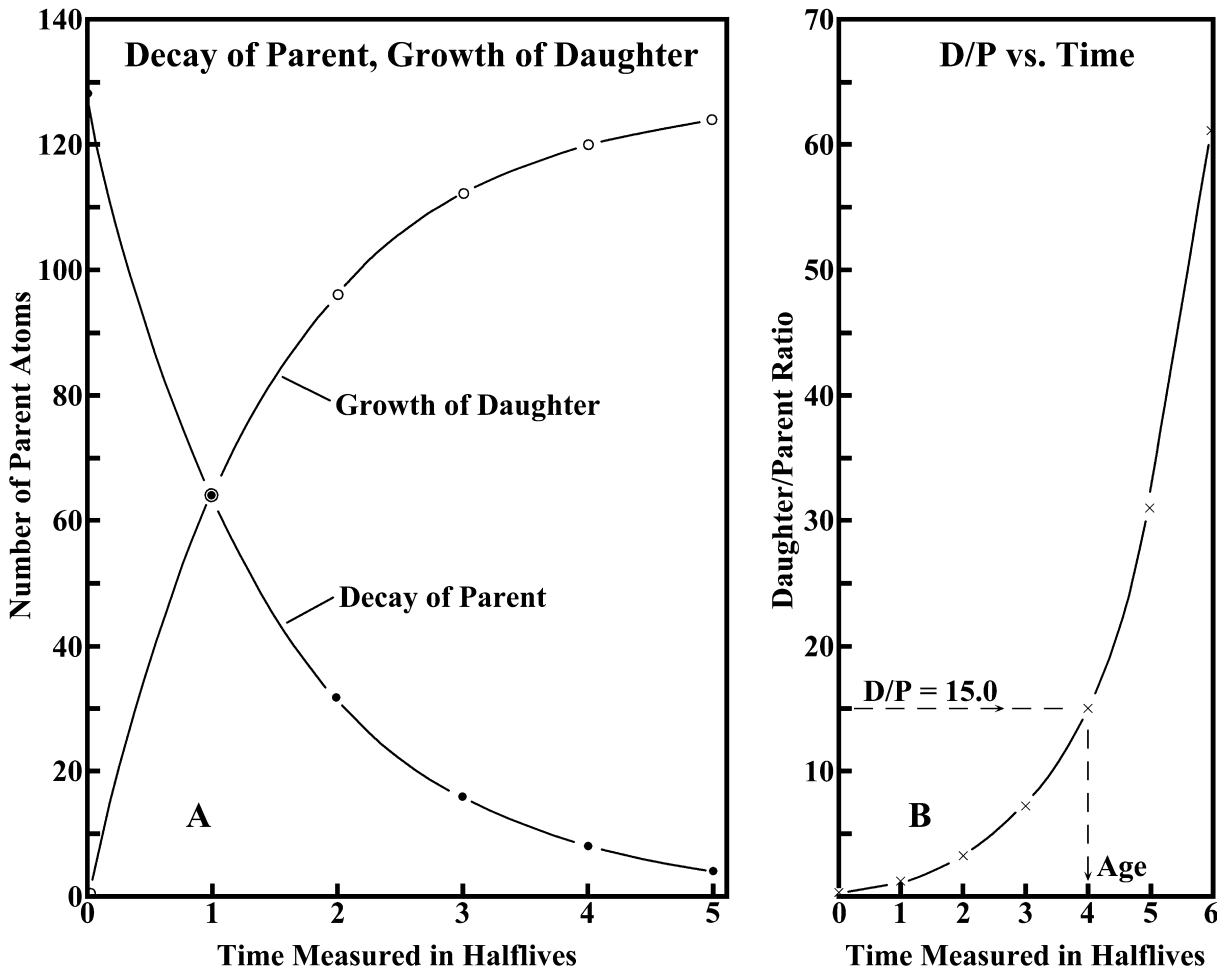 Decay of Parent, Growth of Daughter
Number of Parent Atoms
140
120
100
80
60
40
20
0
Growth of Daughter
Decay of Parent
A
0 1 2 3 4 5
Time Measured in Halflives
D/P vs. Time
Daughter/Parent Ratio
70
60
50
40
30
20
10
D/P = 15.0
B
Age
0 1 2 3 4 5 6
Time Measured in Halflives